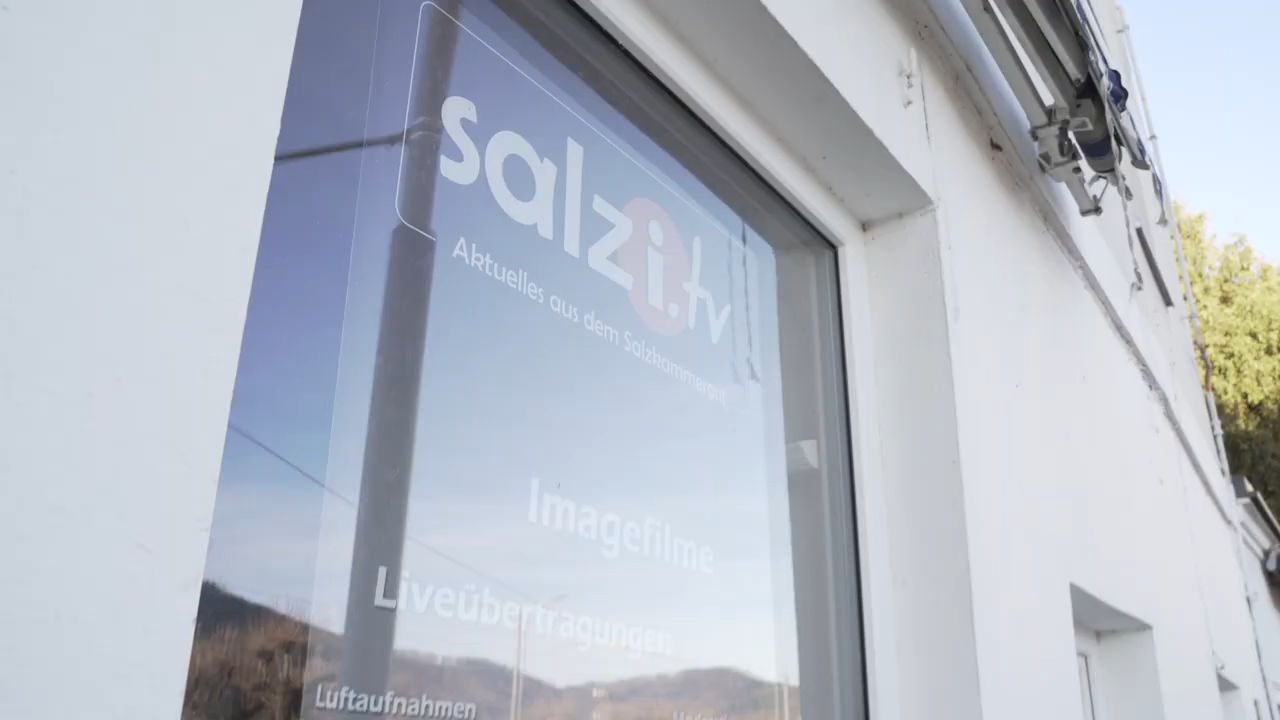 salzi.tv
Aktuelles aus dem Salzkammergut
Imagefilme
Liveübertragungen
Luftaufnahmen